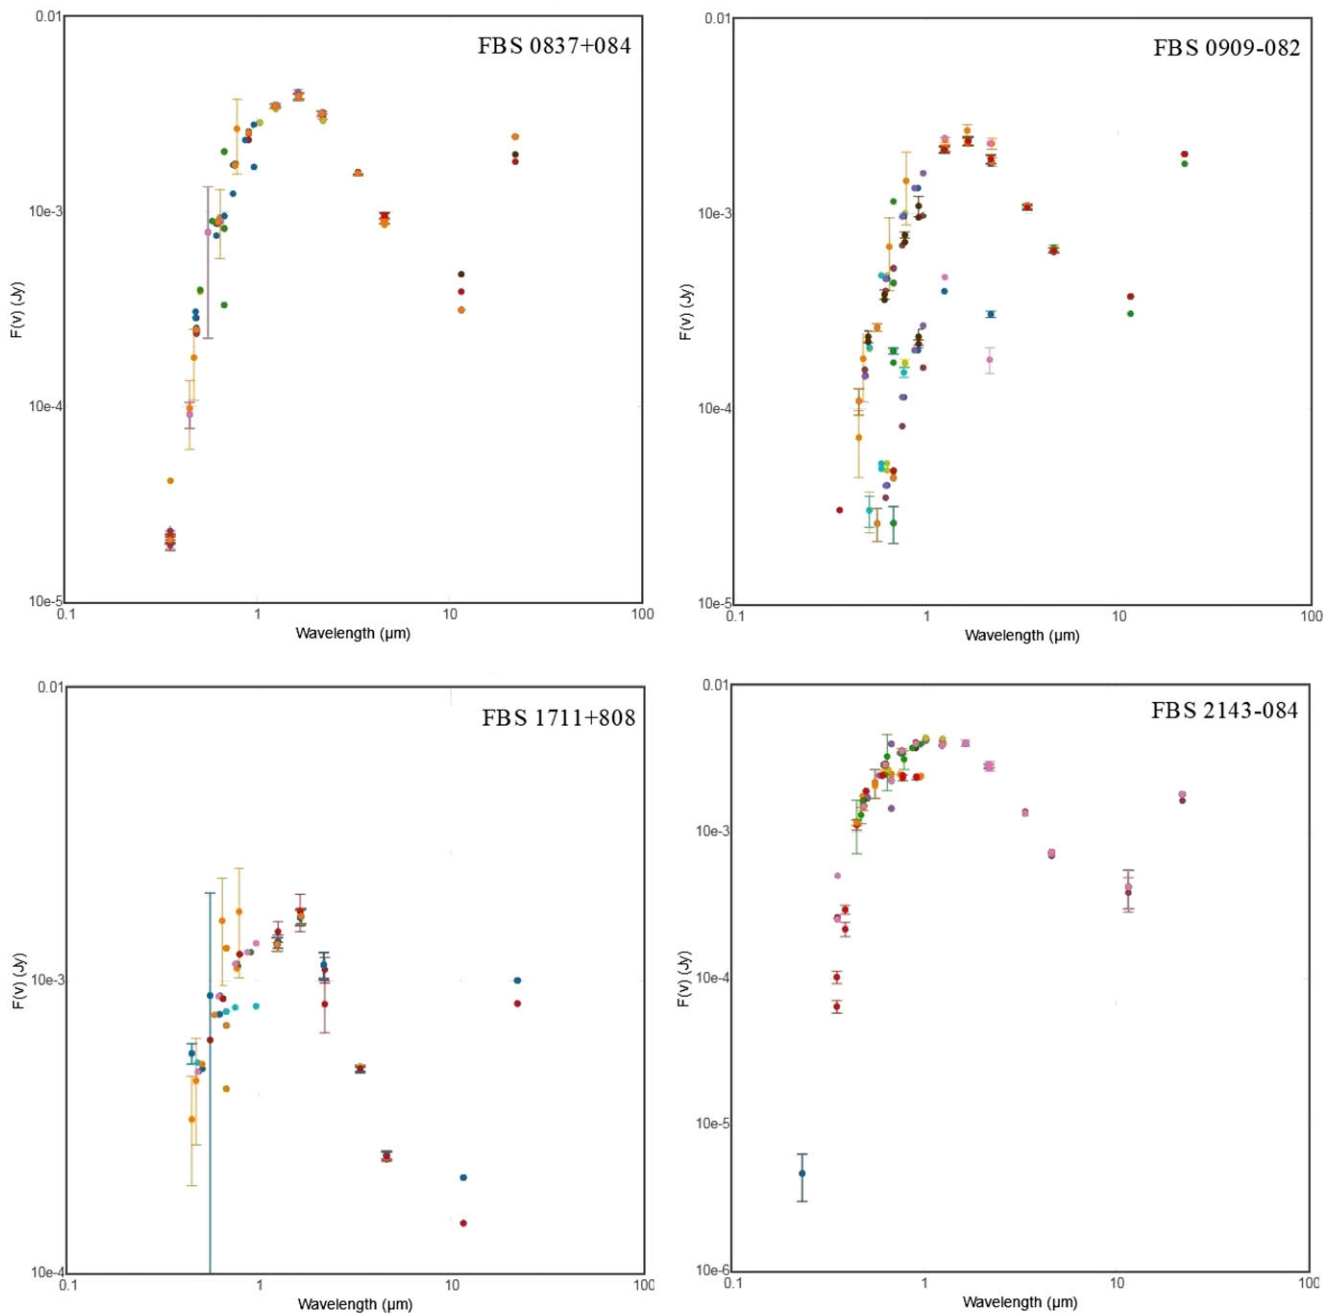 0.01
FBS 0837+084
10e-3
F(ν) (Jy)
10e-4
10e-5
0.1 1 10 100
Wavelength (μm)
0.01
FBS 0909-082
10e-3
F(ν) (Jy)
10e-4
10e-5
0.1 1 10 100
Wavelength (μm)
0.01
FBS 1711+808
10e-3
F(ν) (Jy)
10e-4
0.1 1 10 100
Wavelength (μm)
0.01
FBS 2143-084
10e-3
F(ν) (Jy)
10e-4
10e-5
10e-6
0.1 1 10 100
Wavelength (μm)